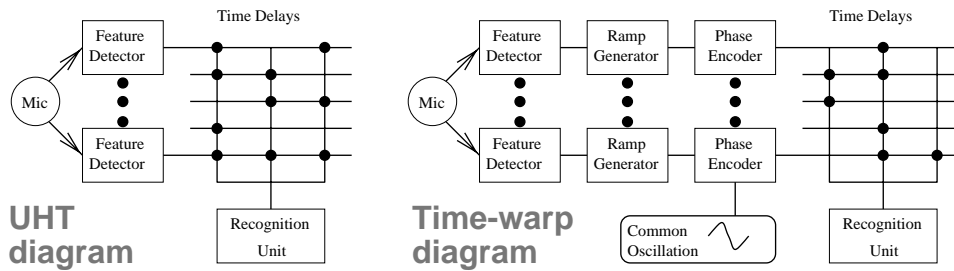 Time Delays
Feature
Detector
Mic
Feature
Detector
Recognition
Unit
UHT
diagram
Time Delays
Feature
Detector
Ramp
Generator
Phase
Encoder
Mic
Feature
Detector
Ramp
Generator
Phase
Encoder
Common
Oscillation
Recognition
Unit
Time-warp
diagram